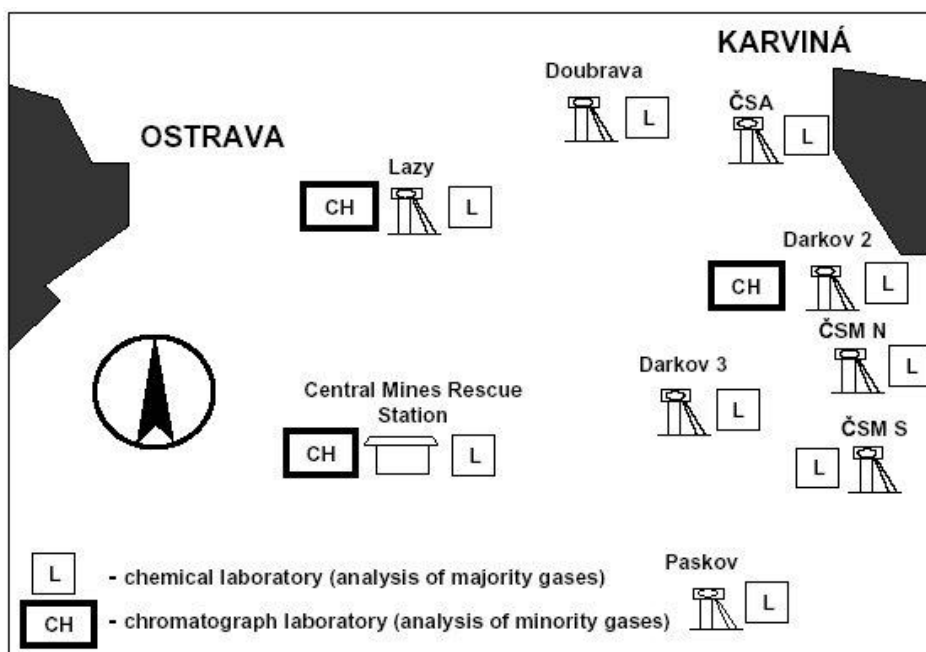 KARVINÁ
Doubrava
L
ČSA
L
OSTRAVA
Lazy
CH
L
Darkov 2
CH
L
ČSM N
L
Darkov 3
L
Central Mines Rescue
Station
CH
L
ČSM S
L
Paskov
L
L - chemical laboratory (analysis of majority gases)
CH - chromatograph laboratory (analysis of minority gases)